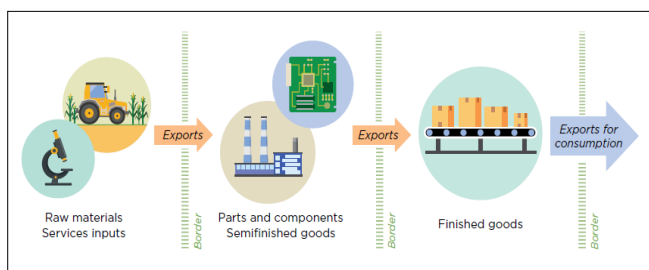 Exports
Exports
Exports for
consumption
Raw materials
Services inputs
Border
Parts and components
Semifinished goods
Border
Finished goods
Border